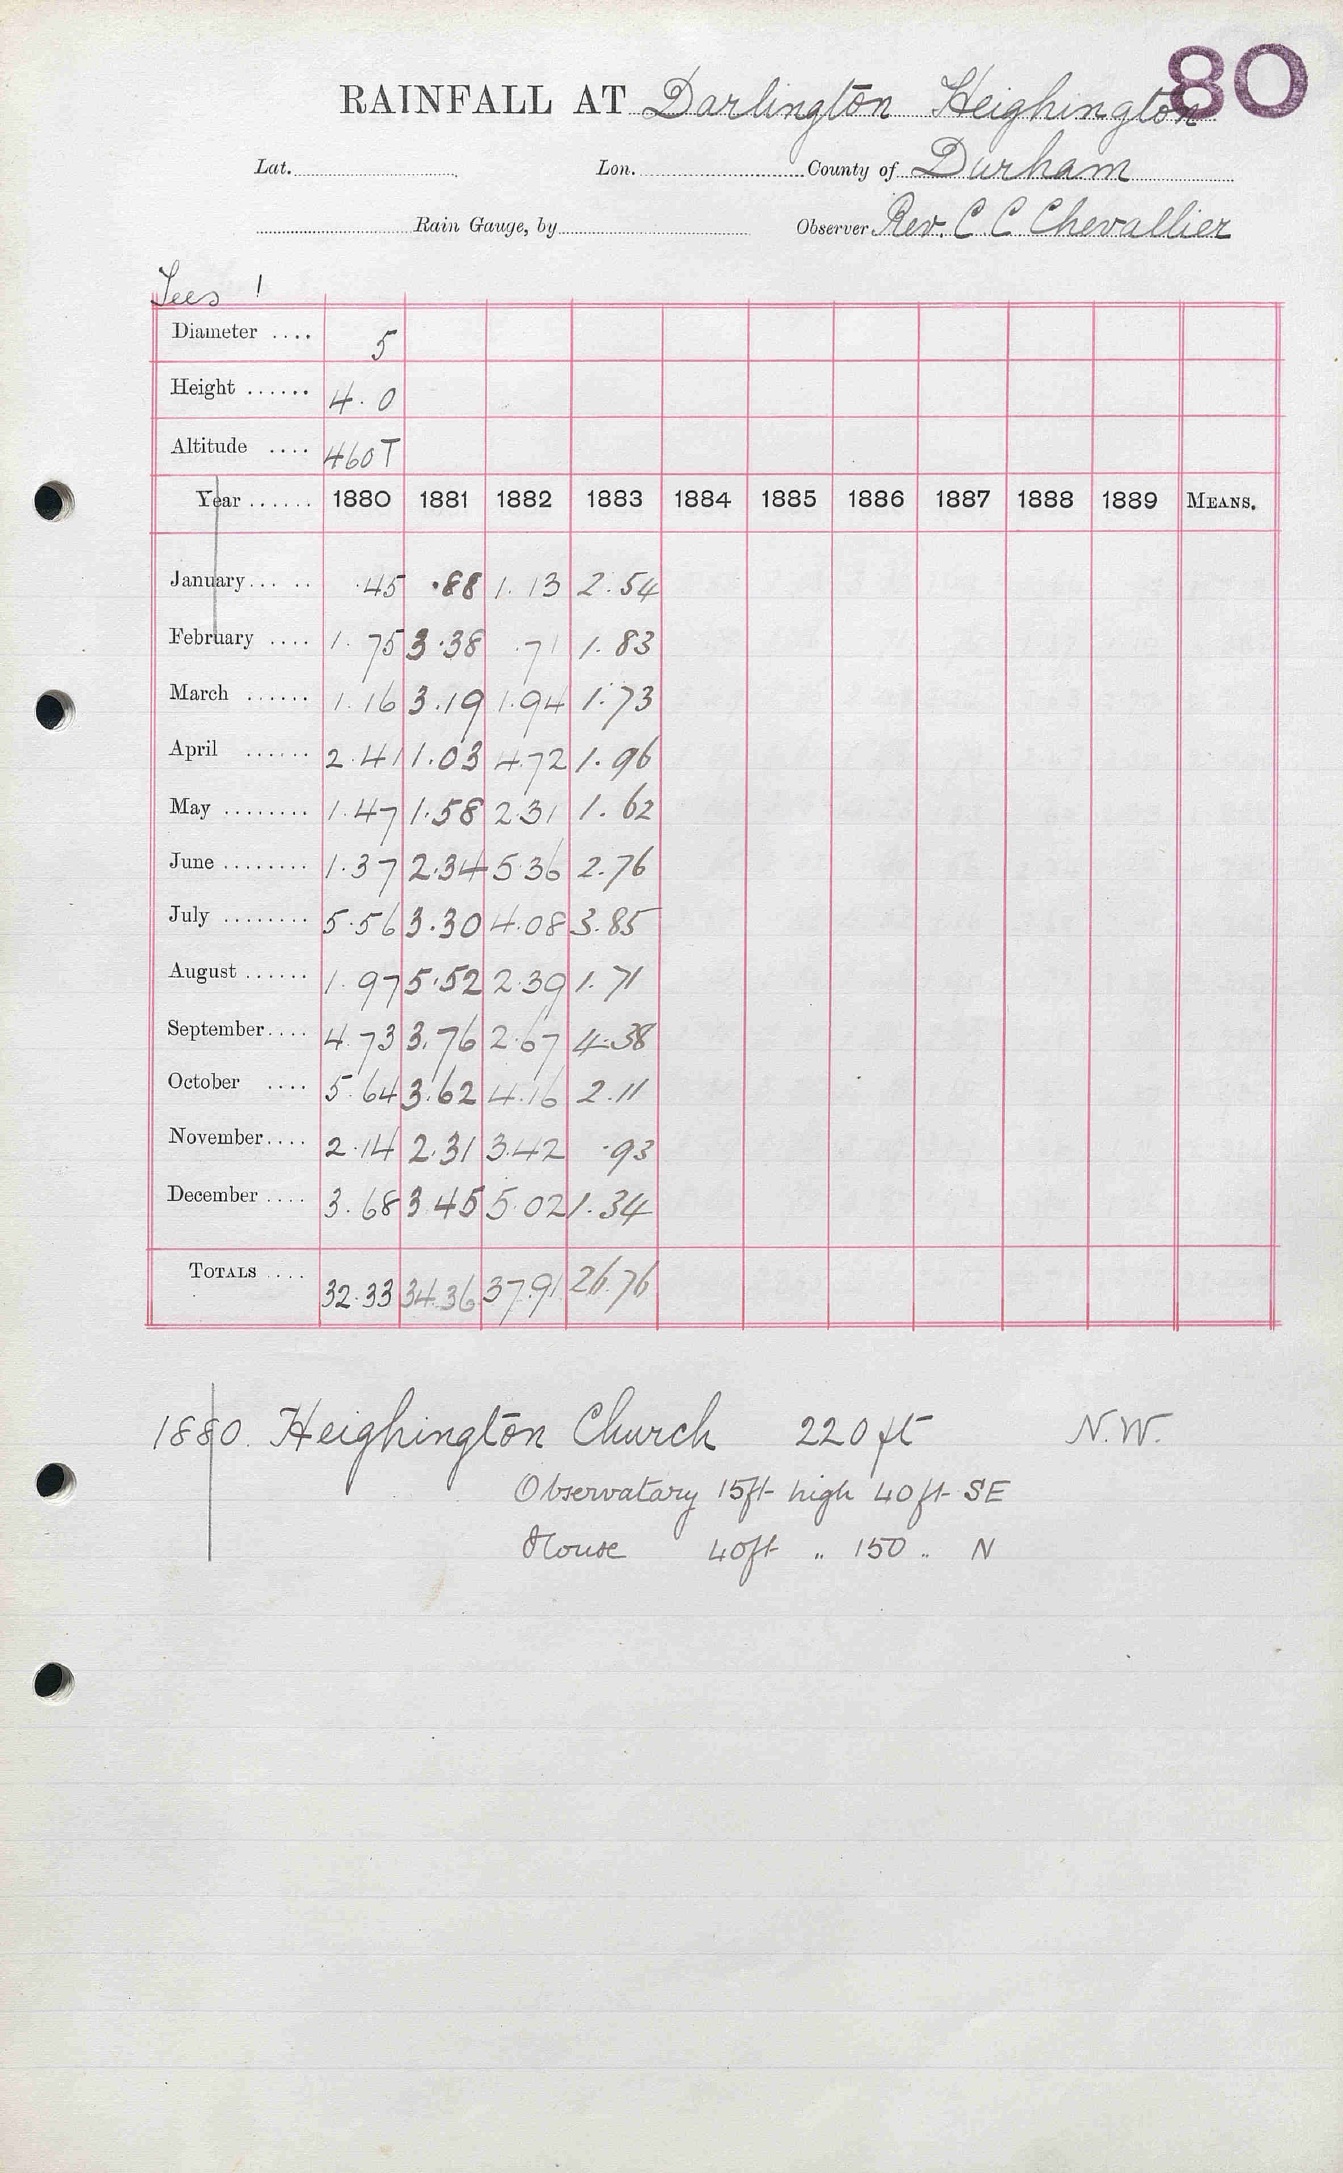 80
RAINFALL AT Darlington Heighington
Lat. Lon. County of Durham
Rain Gauge, by Observer Rev. C C Chevallier
Tees 1
Diameter .... 5
Height ...... 4.0
Altitude .... 460T
Year ...... 1880 1881 1882 1883 1884 1885 1886 1887 1888 1889 MEANS.
January... .. .45 .88 1.13 2.54
February .... 1.75 3.38 .71 1.83
March ...... 1.16 3.19 1.94 1.73
April ...... 2.41 1.03 4.72 1.96
May ........ 1.47 1.58 2.31 1.62
June ........ 1.37 2.34 5.36 2.76
July ........ 5.56 3.30 4.08 3.85
August ...... 1.97 5.52 2.39 1.71
September.... 4.73 3.76 2.67 4.38
October .... 5.64 3.62 4.16 2.11
November.... 2.14 2.31 3.42 .93
December .... 3.68 3.45 5.02 1.34
TOTALS .... 32.33 34.36 37.91 26.76
1880. Heighington Church 220ft N.W.
Observatary 15ft high 40ft SE
House 40ft " 150 " N